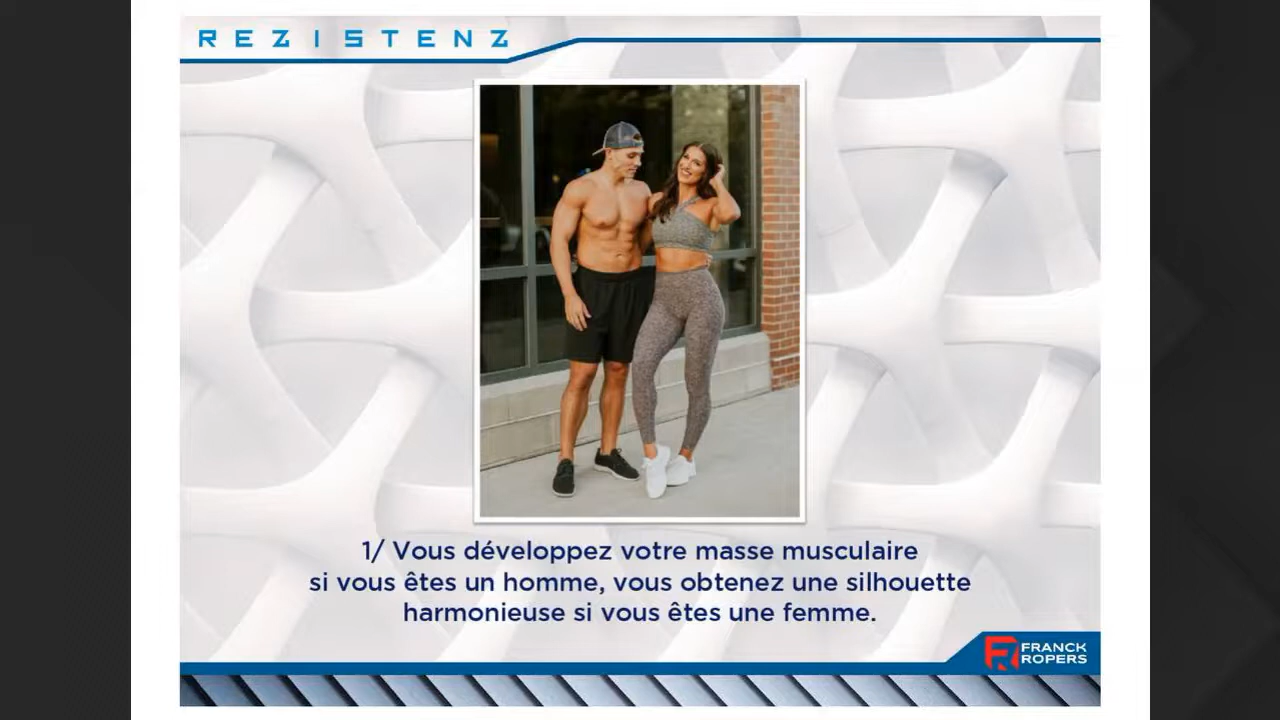 REZISTENZ
1/ Vous développez votre masse musculaire
si vous êtes un homme, vous obtenez une silhouette
harmonieuse si vous êtes une femme.
FRANCK
ROPERS